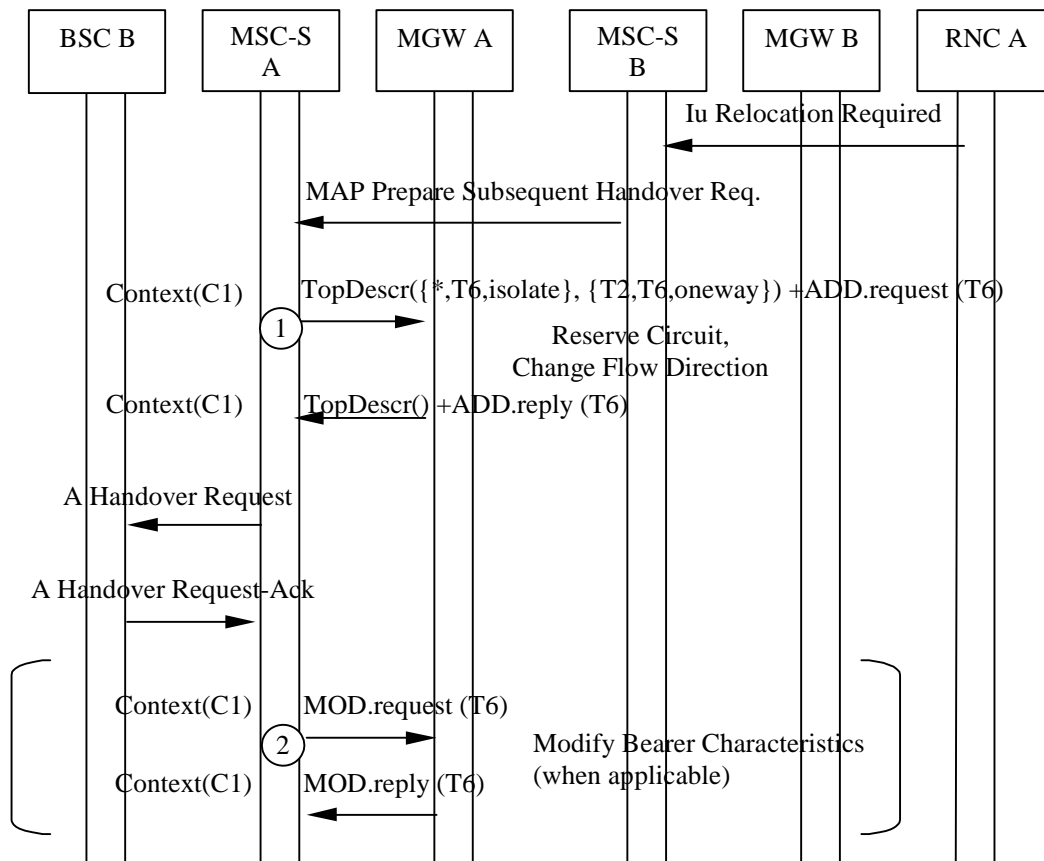 BSC B
MSC-S
A
MGW A
MSC-S
B
MGW B
RNC A
Iu Relocation Required
MAP Prepare Subsequent Handover Req.
Context(C1)
TopDescr({*,T6,isolate}, {T2,T6,oneway}) +ADD.request (T6)
1
Reserve Circuit,
Change Flow Direction
Context(C1)
TopDescr() +ADD.reply (T6)
A Handover Request
A Handover Request-Ack
Context(C1)
MOD.request (T6)
2
Modify Bearer Characteristics
(when applicable)
Context(C1)
MOD.reply (T6)